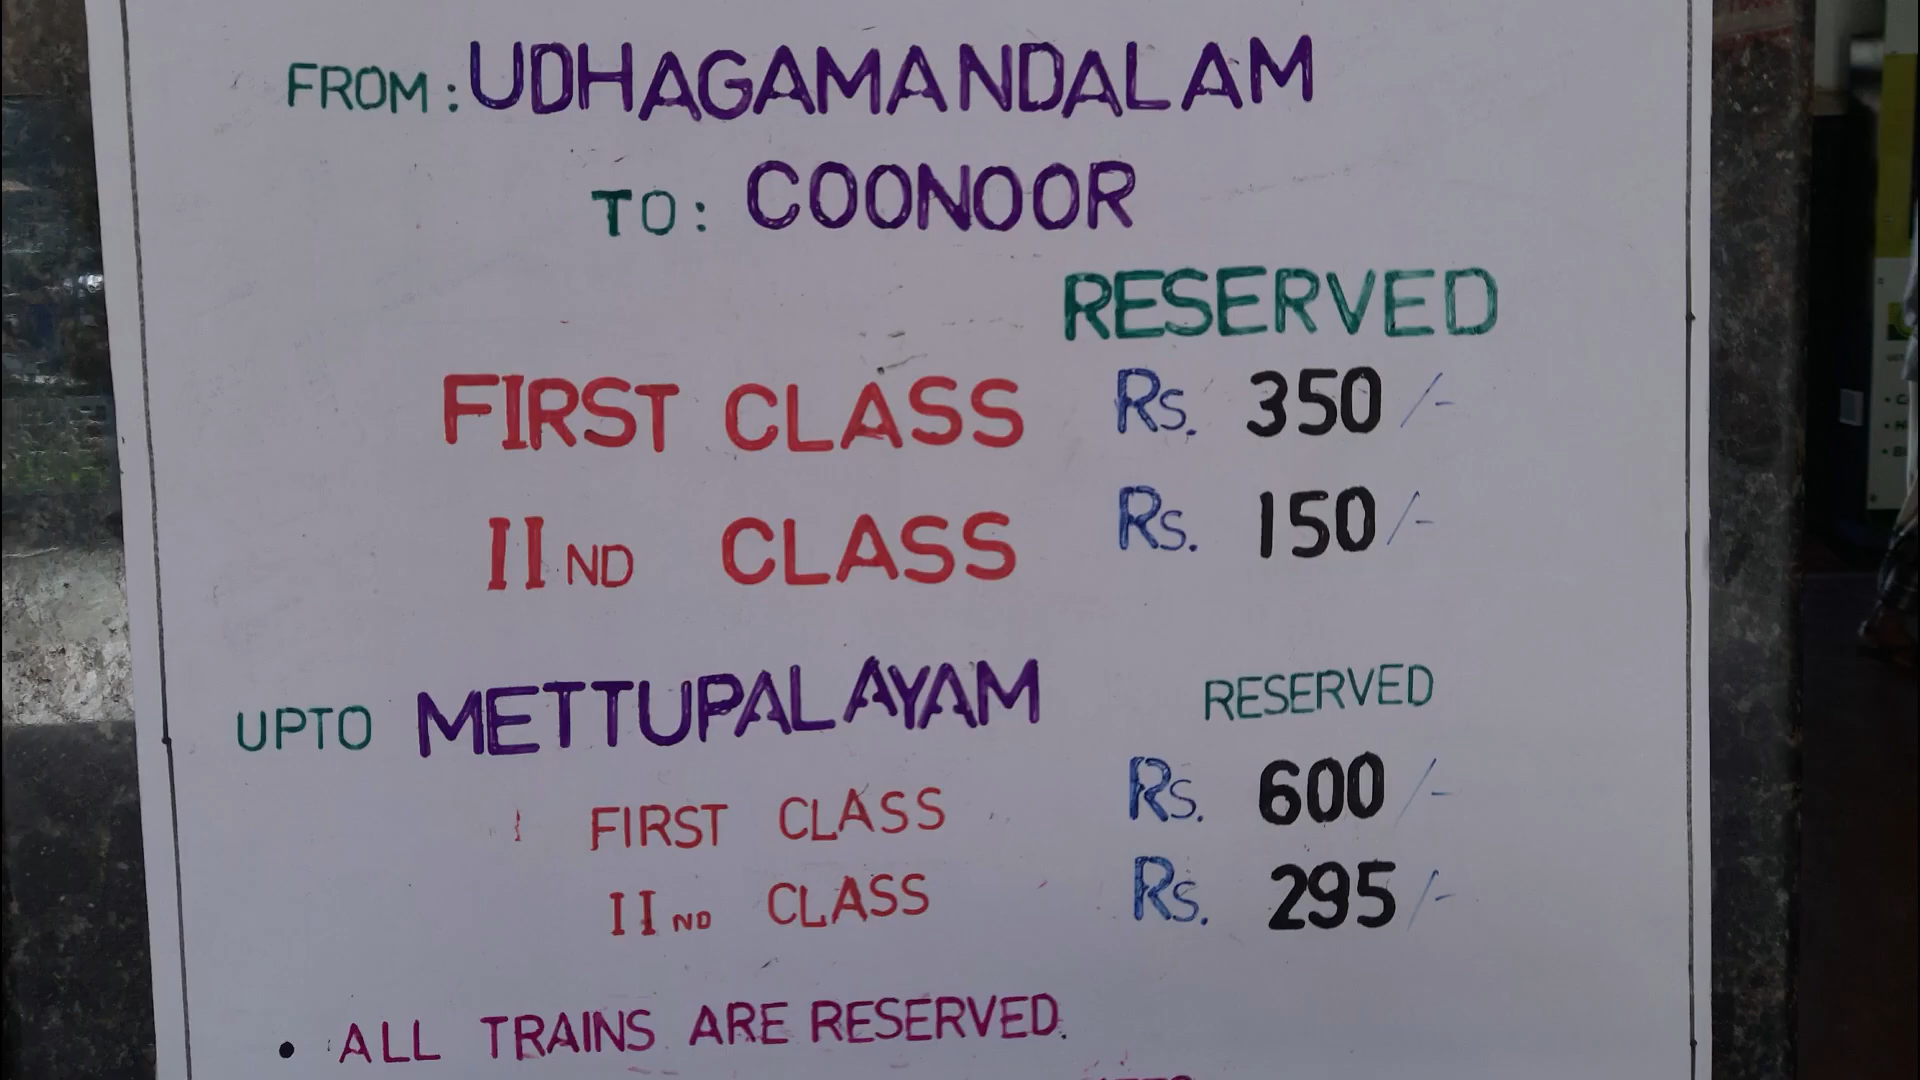 FROM: UDHAGAMANDALAM
TO: COONOOR
RESERVED
FIRST CLASS Rs. 350/-
IIND CLASS Rs. 150/-
UPTO METTUPALAYAM RESERVED
FIRST CLASS Rs. 600/-
IIND CLASS Rs. 295/-
• ALL TRAINS ARE RESERVED.